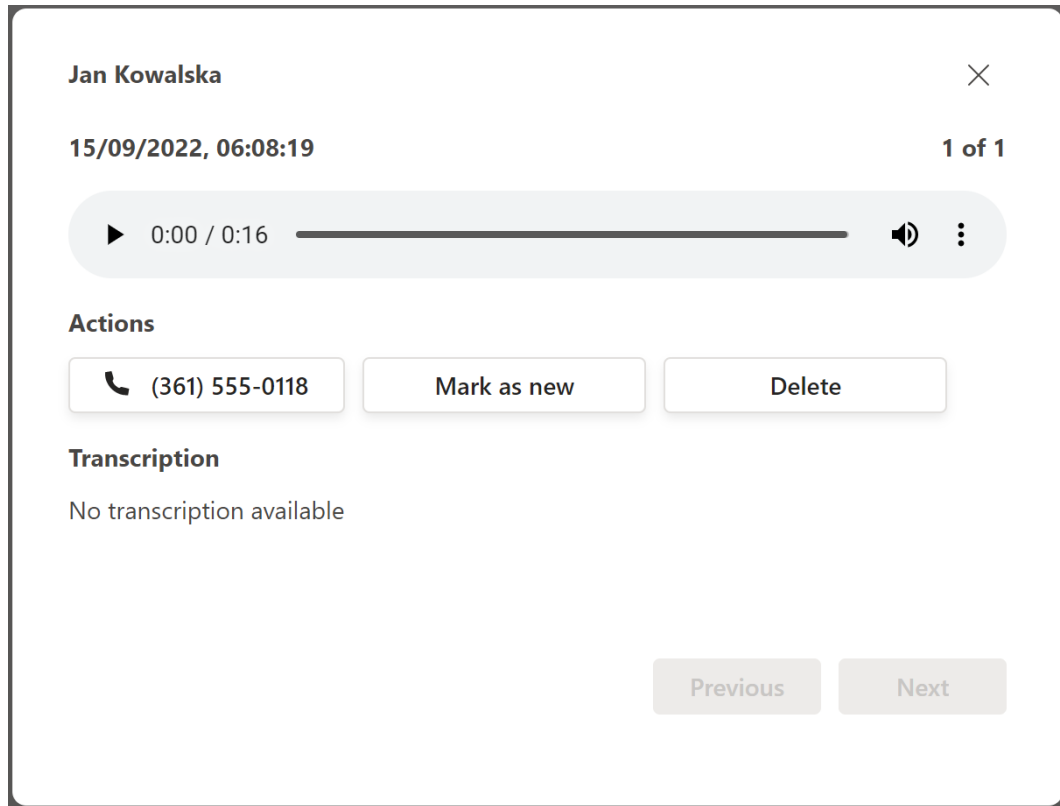 Jan Kowalska
15/09/2022, 06:08:19 1 of 1
0:00 / 0:16
Actions
(361) 555-0118 Mark as new Delete
Transcription
No transcription available
Previous Next